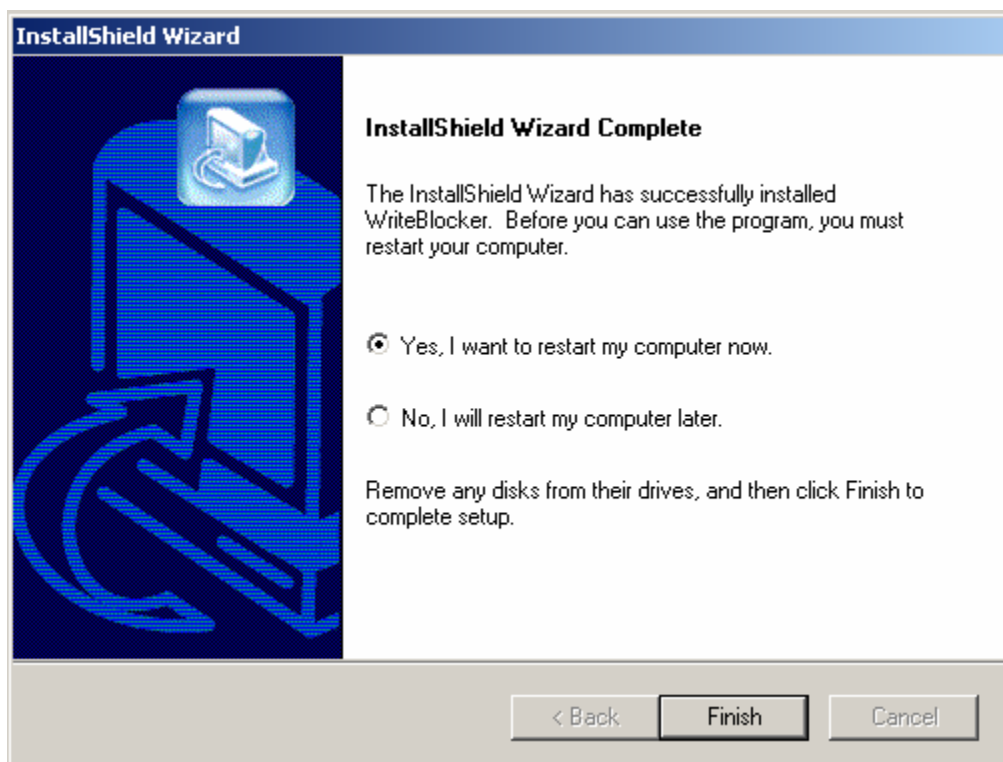 InstallShield Wizard
InstallShield Wizard Complete
The InstallShield Wizard has successfully installed
WriteBlocker. Before you can use the program, you must
restart your computer.
Yes, I want to restart my computer now.
No, I will restart my computer later.
Remove any disks from their drives, and then click Finish to
complete setup.
< Back Finish Cancel